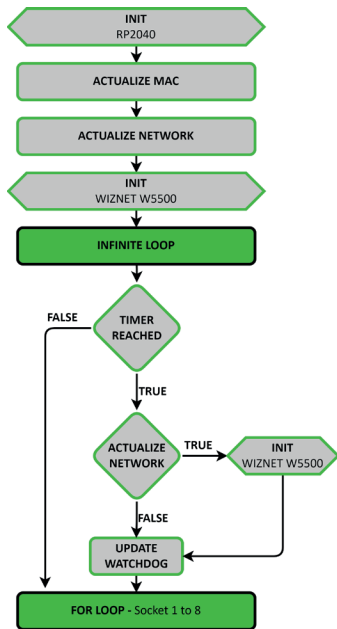 INIT
RP2040
ACTUALIZE MAC
ACTUALIZE NETWORK
INIT
WIZNET W5500
INFINITE LOOP
FALSE
TIMER
REACHED
TRUE
ACTUALIZE
NETWORK
TRUE
INIT
WIZNET W5500
FALSE
UPDATE
WATCHDOG
FOR LOOP - Socket 1 to 8